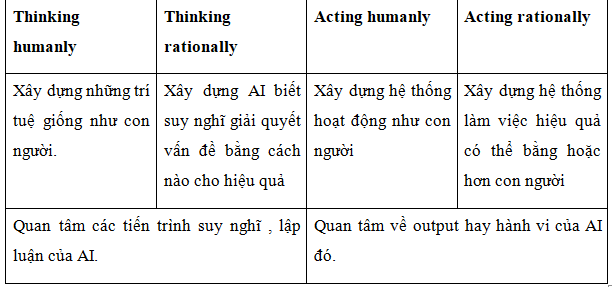 Thinking
humanly
Thinking
rationally
Acting humanly
Acting rationally
Xây dựng những trí
tuệ giống như con
người.
Xây dựng AI biết
suy nghĩ giải quyết
vấn đề bằng cách
nào cho hiệu quả
Xây dựng hệ thống
hoạt động như con
người
Xây dựng hệ thống
làm việc hiệu quả
có thể bằng hoặc
hơn con người
Quan tâm các tiến trình suy nghĩ , lập
luận của AI.
Quan tâm về output hay hành vi của AI
đó.